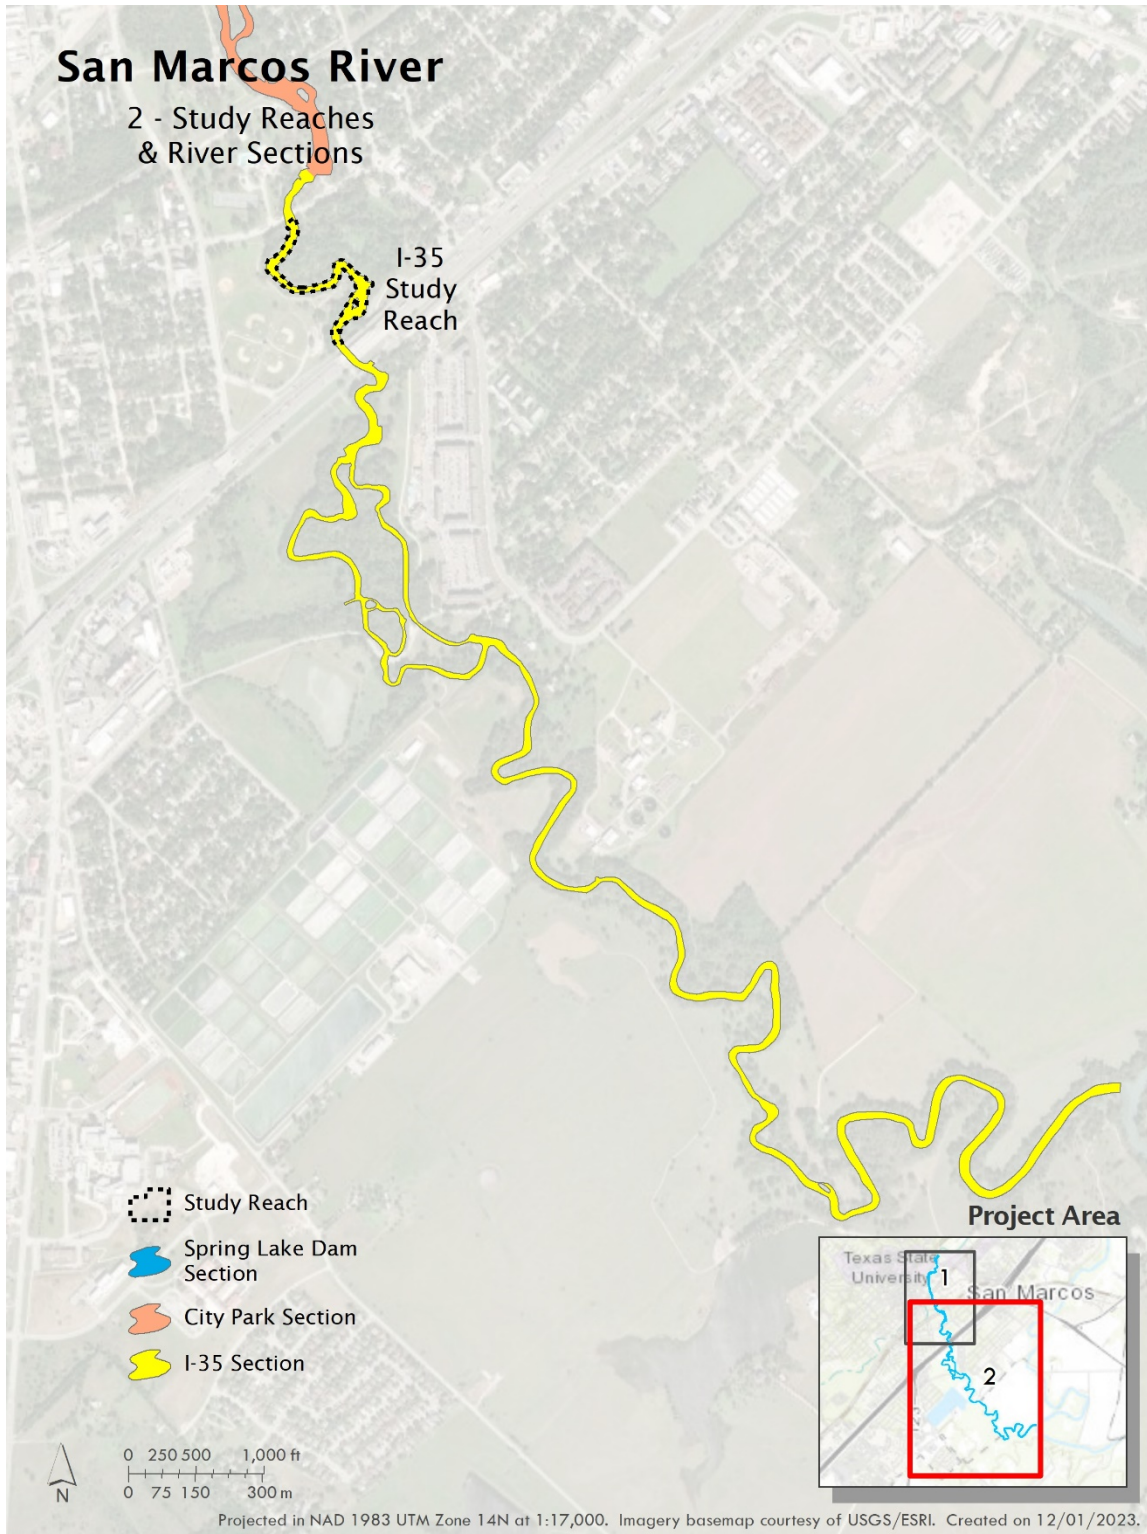 San Marcos River
2 - Study Reaches
& River Sections
I-35
Study
Reach
Study Reach
Spring Lake Dam
Section
City Park Section
I-35 Section
0 250 500 1,000 ft
0 75 150 300 m
N
Project Area
Texas State
University
1
San Marcos
2
123
Projected in NAD 1983 UTM Zone 14N at 1:17,000. Imagery basemap courtesy of USGS/ESRI. Created on 12/01/2023.